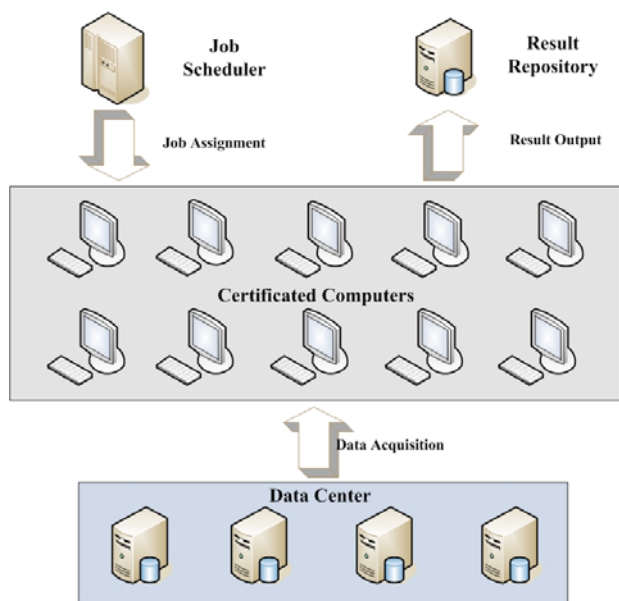 Job
Scheduler
Result
Repository
Job Assignment
Result Output
Certificated Computers
Data Acquisition
Data Center